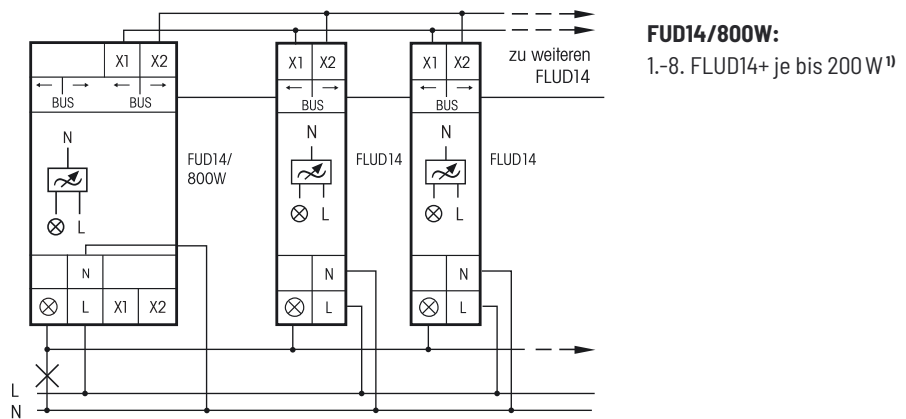 FUD14/800W:
1.-8. FLUD14+ je bis 200 W ¹⁾
X1 X2
X1 X2
X1 X2
zu weiteren
FLUD14
BUS BUS
BUS
BUS
N
N
N
FUD14/
800W
FLUD14
FLUD14
L
L
L
N
N
N
L X1 X2
L
L
L
N